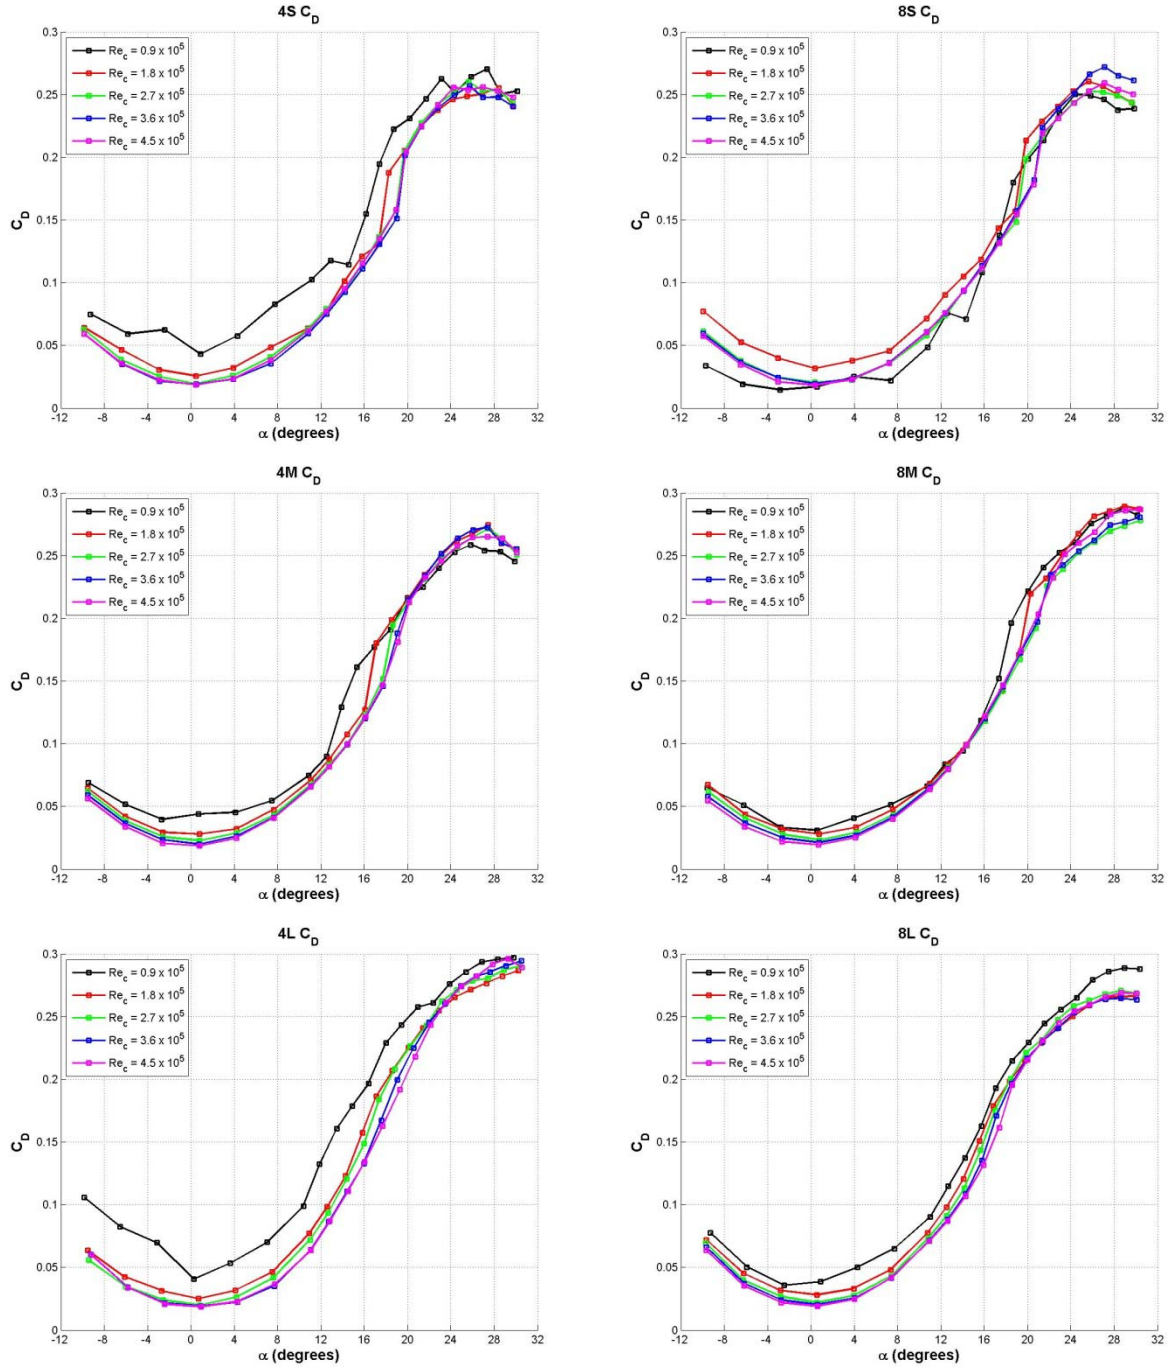 4S C_D
0.3
0.25
0.2
0.15
0.1
0.05
0
C_D
Re_c = 0.9 x 10^5
Re_c = 1.8 x 10^5
Re_c = 2.7 x 10^5
Re_c = 3.6 x 10^5
Re_c = 4.5 x 10^5
-12 -8 -4 0 4 8 12 16 20 24 28 32
α (degrees)
8S C_D
0.3
0.25
0.2
0.15
0.1
0.05
0
C_D
Re_c = 0.9 x 10^5
Re_c = 1.8 x 10^5
Re_c = 2.7 x 10^5
Re_c = 3.6 x 10^5
Re_c = 4.5 x 10^5
-12 -8 -4 0 4 8 12 16 20 24 28 32
α (degrees)
4M C_D
0.3
0.25
0.2
0.15
0.1
0.05
0
C_D
Re_c = 0.9 x 10^5
Re_c = 1.8 x 10^5
Re_c = 2.7 x 10^5
Re_c = 3.6 x 10^5
Re_c = 4.5 x 10^5
-12 -8 -4 0 4 8 12 16 20 24 28 32
α (degrees)
8M C_D
0.3
0.25
0.2
0.15
0.1
0.05
0
C_D
Re_c = 0.9 x 10^5
Re_c = 1.8 x 10^5
Re_c = 2.7 x 10^5
Re_c = 3.6 x 10^5
Re_c = 4.5 x 10^5
-12 -8 -4 0 4 8 12 16 20 24 28 32
α (degrees)
4L C_D
0.3
0.25
0.2
0.15
0.1
0.05
0
C_D
Re_c = 0.9 x 10^5
Re_c = 1.8 x 10^5
Re_c = 2.7 x 10^5
Re_c = 3.6 x 10^5
Re_c = 4.5 x 10^5
-12 -8 -4 0 4 8 12 16 20 24 28 32
α (degrees)
8L C_D
0.3
0.25
0.2
0.15
0.1
0.05
0
C_D
Re_c = 0.9 x 10^5
Re_c = 1.8 x 10^5
Re_c = 2.7 x 10^5
Re_c = 3.6 x 10^5
Re_c = 4.5 x 10^5
-12 -8 -4 0 4 8 12 16 20 24 28 32
α (degrees)